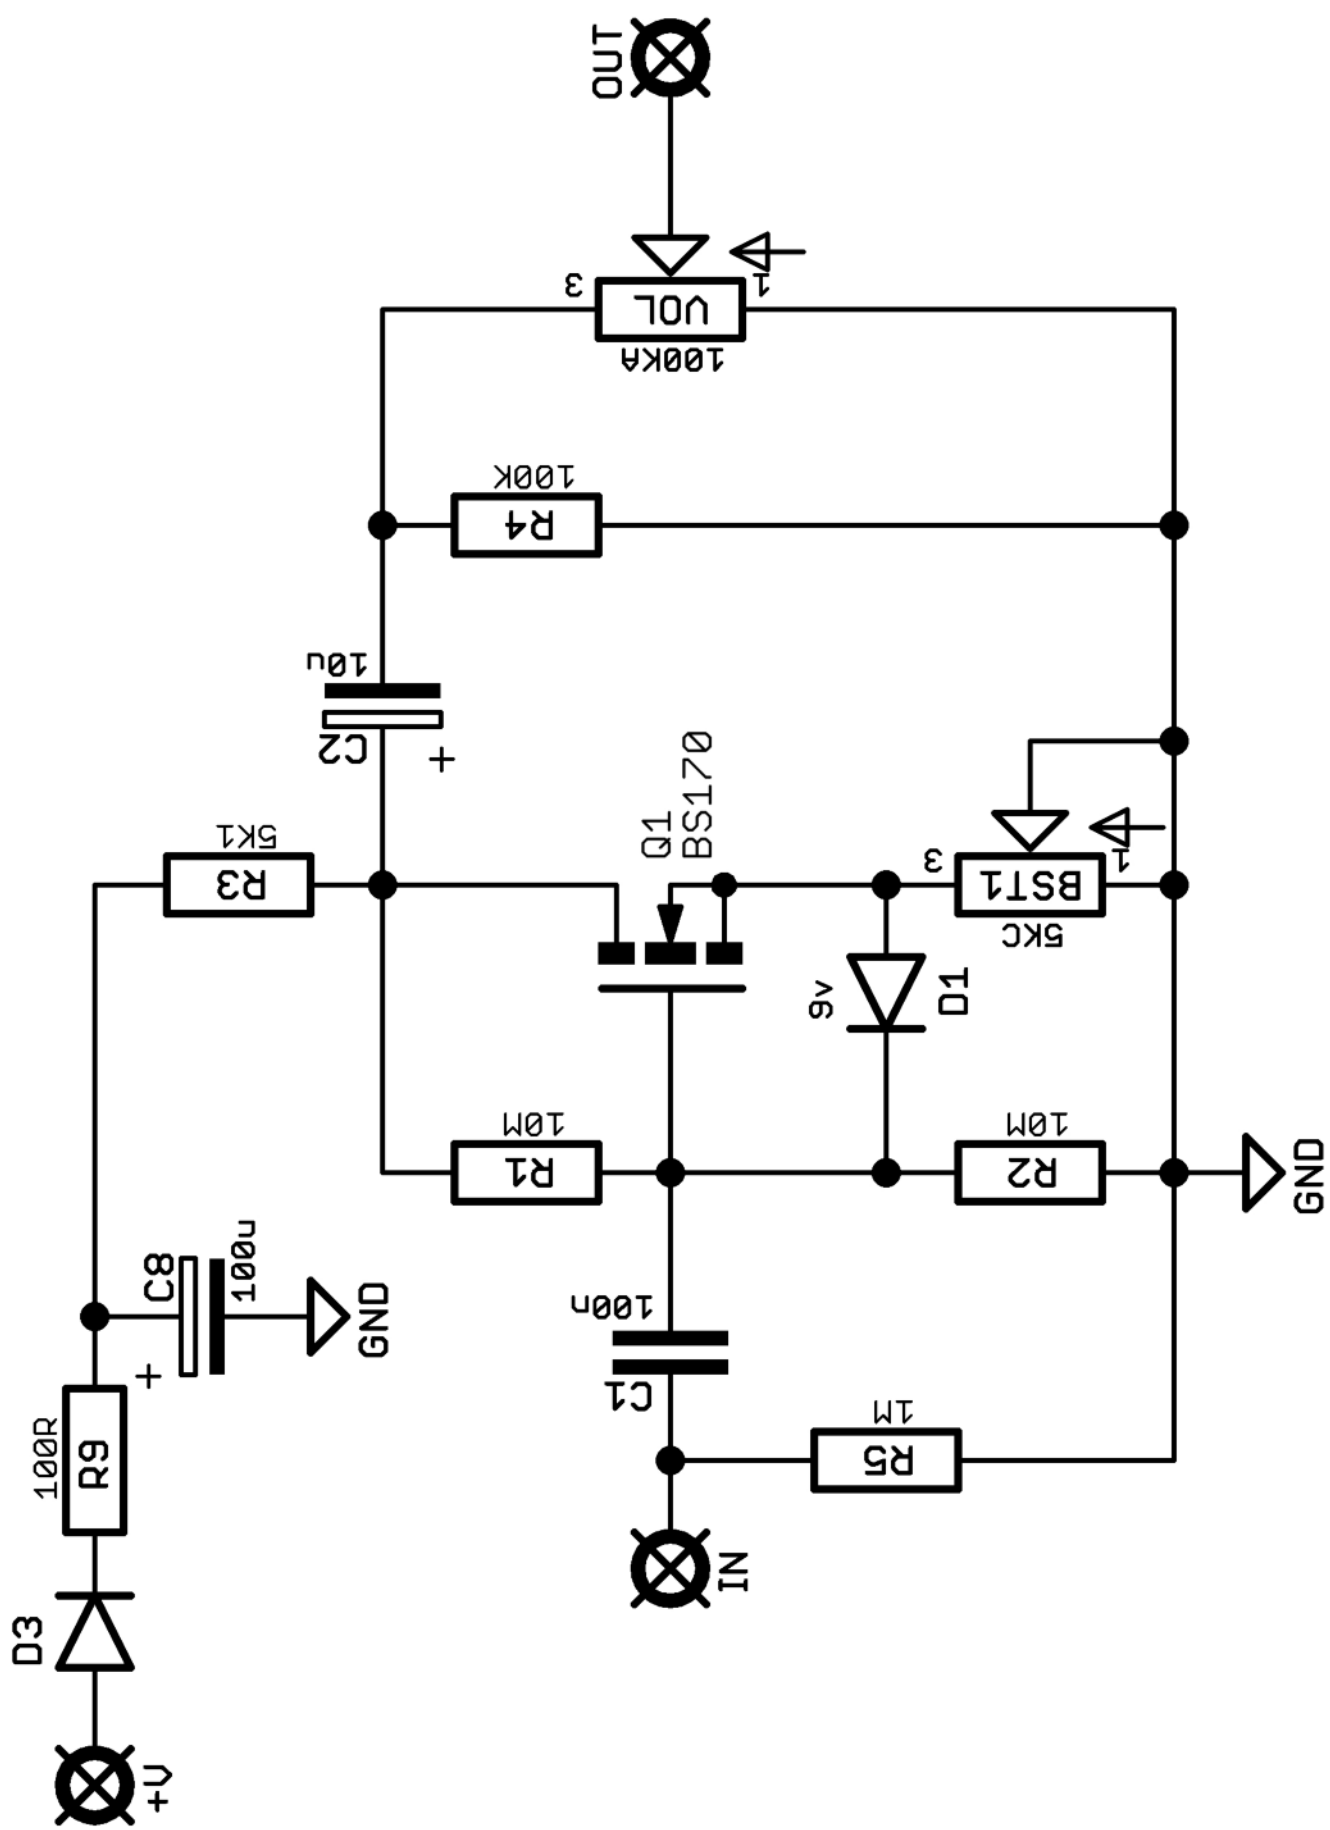 OUT
3
1
VOL
100KA
100K
R4
10u
C2
+
Q1
BS170
5K1
R3
3
1
BST1
5KC
9v
D1
10M
R1
10M
R2
GND
C8
100u
+
GND
100n
C1
1M
R5
100R
R9
IN
D3
+V